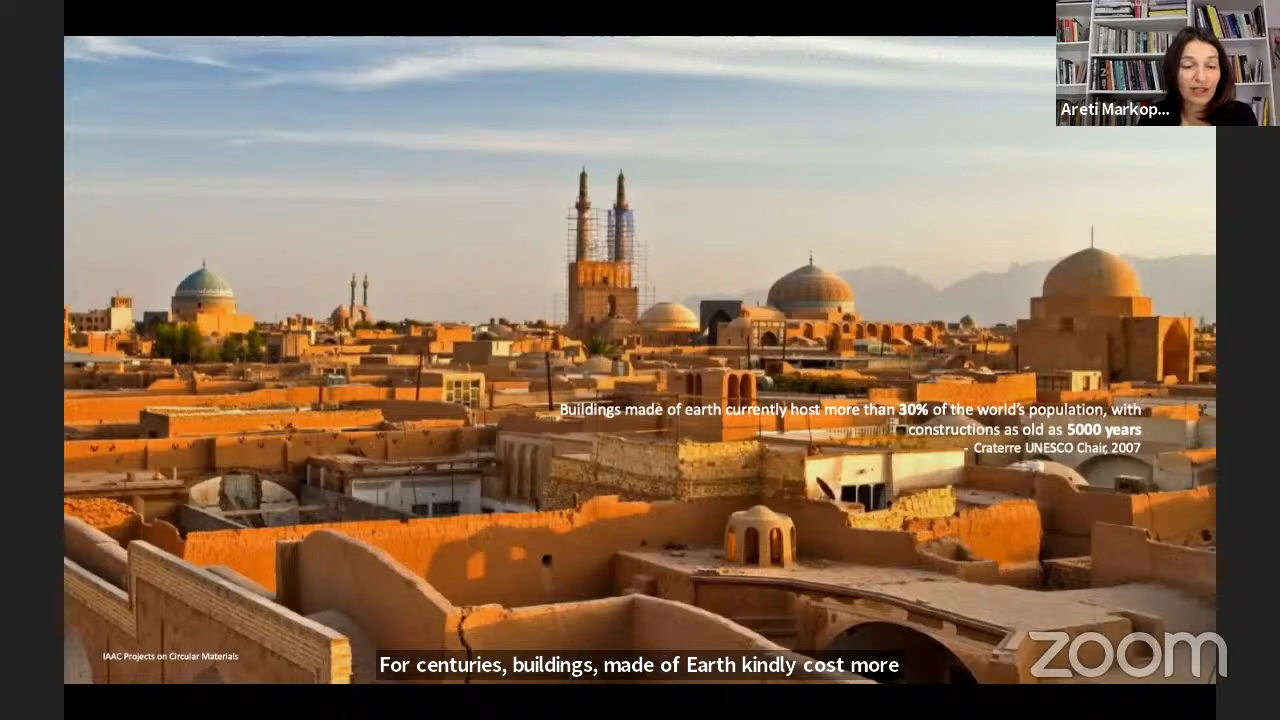 Areti Markop...
Buildings made of earth currently host more than 30% of the world's population, with
constructions as old as 5000 years
- Craterre UNESCO Chair, 2007
IAAC Projects on Circular Materials
For centuries, buildings, made of Earth kindly cost more
zoom